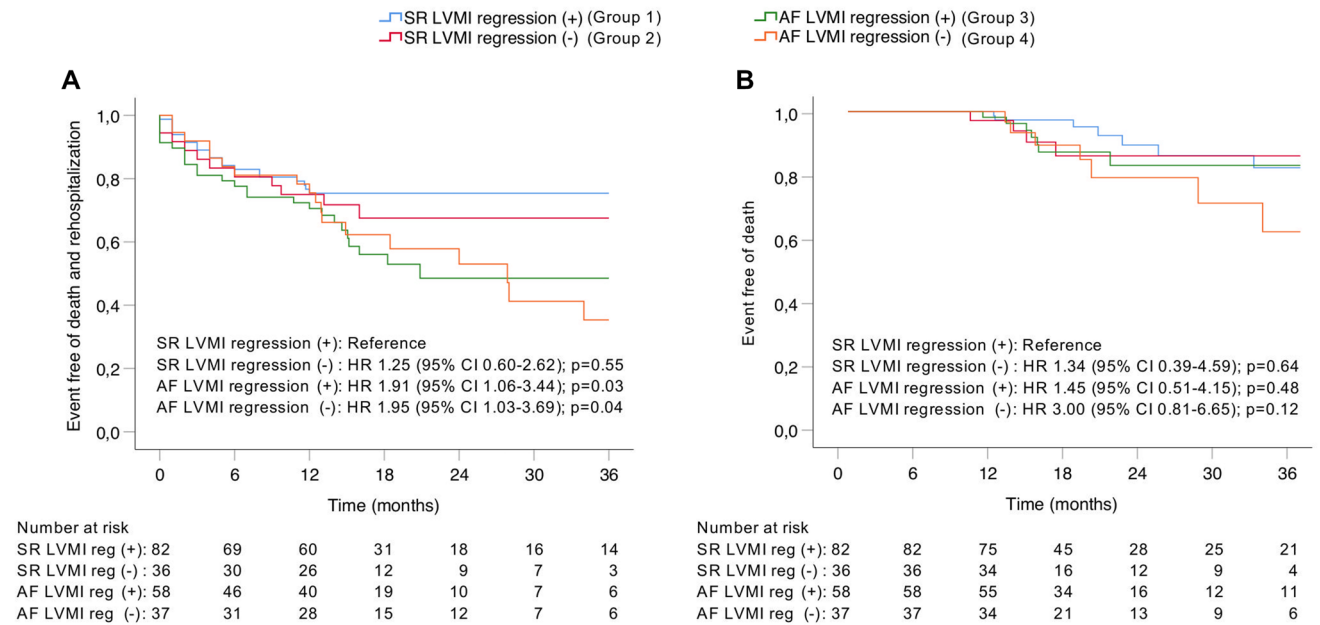 SR LVMI regression (+) (Group 1)
SR LVMI regression (-) (Group 2)
AF LVMI regression (+) (Group 3)
AF LVMI regression (-) (Group 4)
A
Event free of death and rehospitalization
1,0
0,8
0,6
0,4
0,2
0,0
SR LVMI regression (+): Reference
SR LVMI regression (-) : HR 1.25 (95% CI 0.60-2.62); p=0.55
AF LVMI regression (+): HR 1.91 (95% CI 1.06-3.44); p=0.03
AF LVMI regression (-): HR 1.95 (95% CI 1.03-3.69); p=0.04
0 6 12 18 24 30 36
Time (months)
Number at risk
SR LVMI reg (+): 82 69 60 31 18 16 14
SR LVMI reg (-) : 36 30 26 12 9 7 3
AF LVMI reg (+): 58 46 40 19 10 7 6
AF LVMI reg (-): 37 31 28 15 12 7 6
B
Event free of death
1,0
0,8
0,6
0,4
0,2
0,0
SR LVMI regression (+): Reference
SR LVMI regression (-): HR 1.34 (95% CI 0.39-4.59); p=0.64
AF LVMI regression (+): HR 1.45 (95% CI 0.51-4.15); p=0.48
AF LVMI regression (-): HR 3.00 (95% CI 0.81-6.65); p=0.12
0 6 12 18 24 30 36
Time (months)
Number at risk
SR LVMI reg (+): 82 82 75 45 28 25 21
SR LVMI reg (-): 36 36 34 16 12 9 4
AF LVMI reg (+): 58 58 55 34 16 12 11
AF LVMI reg (-): 37 37 34 21 13 9 6